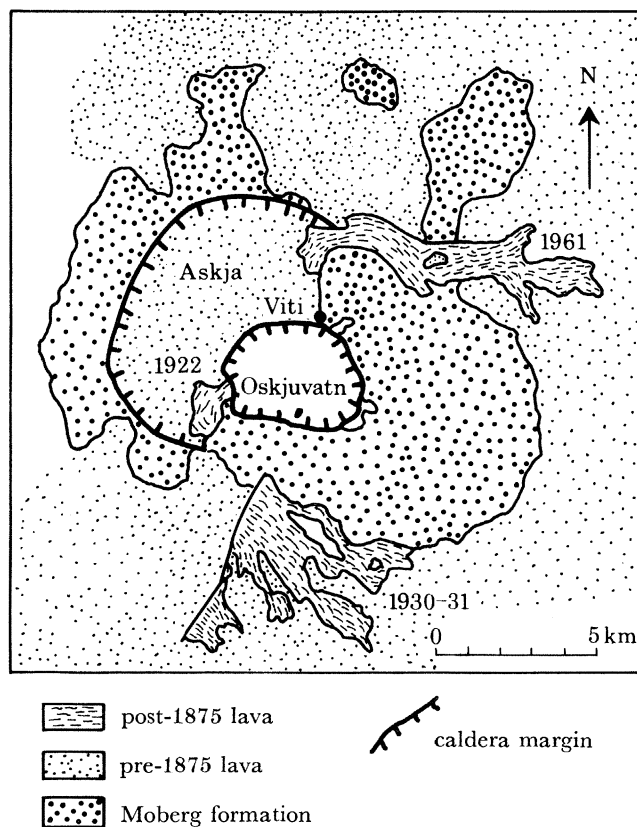 N
1961
Askja
Viti
1922
Oskjuvatn
1930–31
0 5 km
post-1875 lava
caldera margin
pre-1875 lava
Moberg formation